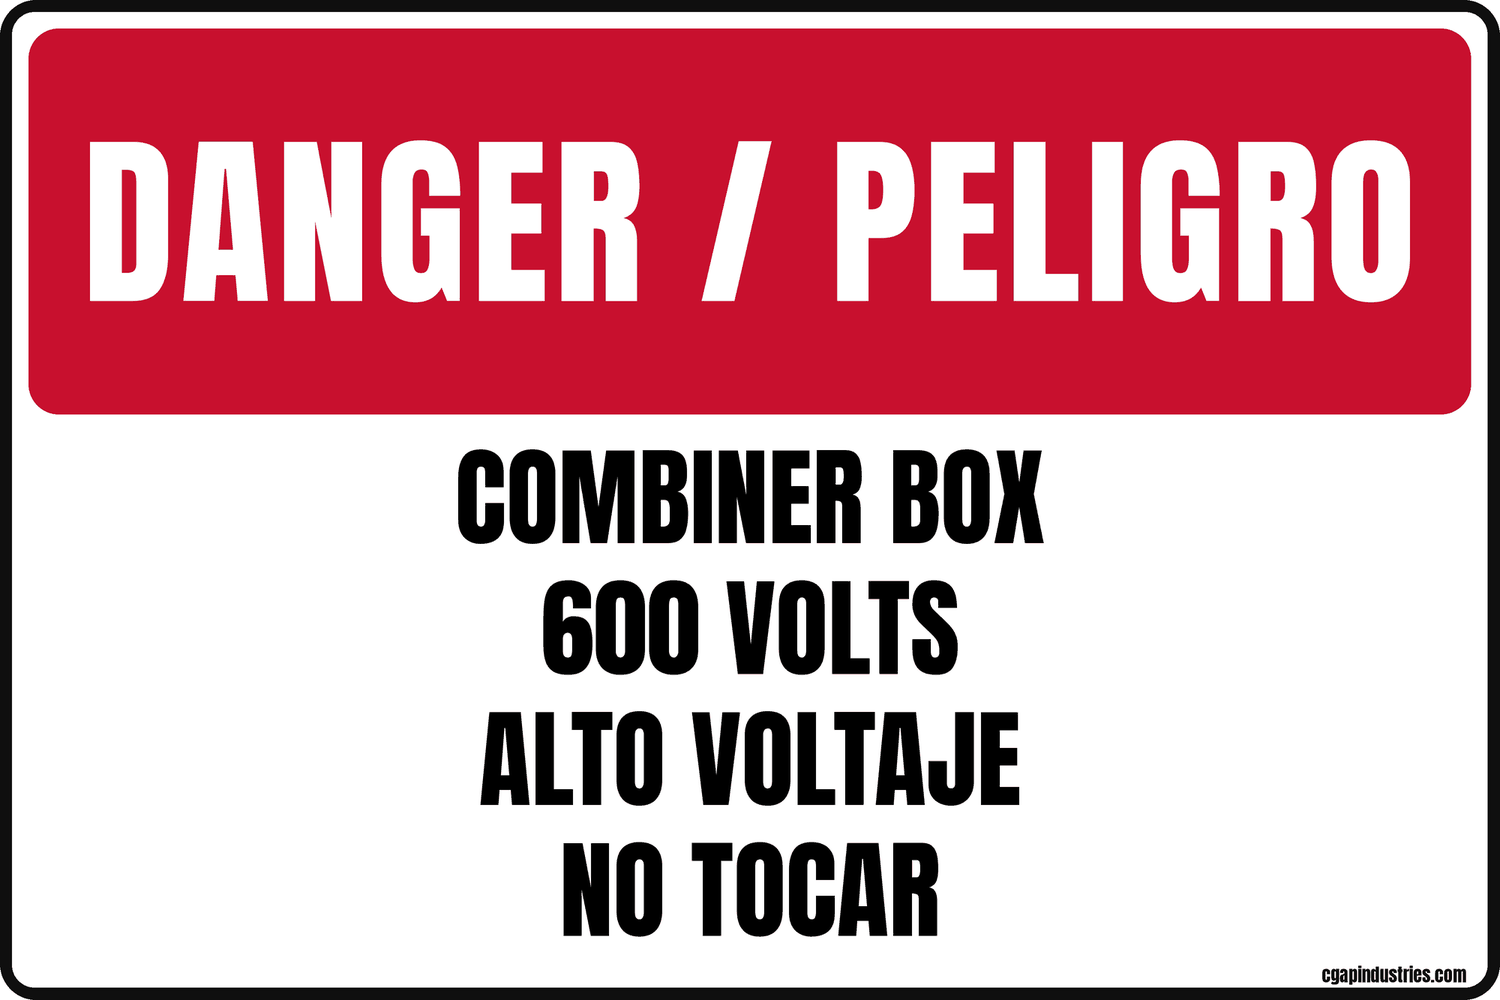 DANGER / PELIGRO
COMBINER BOX
600 VOLTS
ALTO VOLTAJE
NO TOCAR
cgapindustries.com